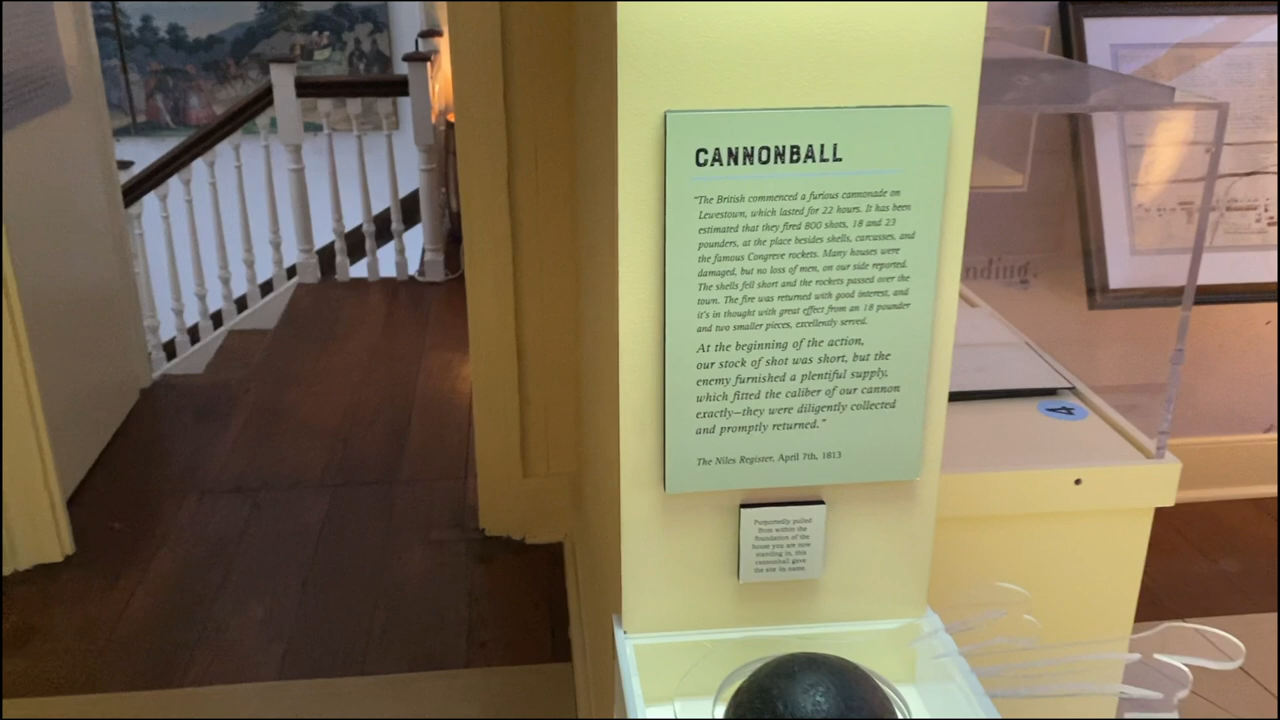 CANNONBALL
"The British commenced a furious cannonade on
Lewestown, which lasted for 22 hours. It has been
estimated that they fired 800 shots, 18 and 23
pounders, at the place besides shells, carcasses, and
the famous Congreve rockets. Many houses were
damaged, but no loss of men, on our side reported.
The shells fell short and the rockets passed over the
town. The fire was returned with good interest, and
it's in thought with great effect from an 18 pounder
and two smaller pieces, excellently served.
At the beginning of the action,
our stock of shot was short, but the
enemy furnished a plentiful supply,
which fitted the caliber of our cannon
exactly—they were diligently collected
and promptly returned."
The Niles Register, April 7th, 1813
Purportedly pulled
from within the
foundation of the
house you are now
standing in, this
cannonball gave
the site its name.
nding.
4